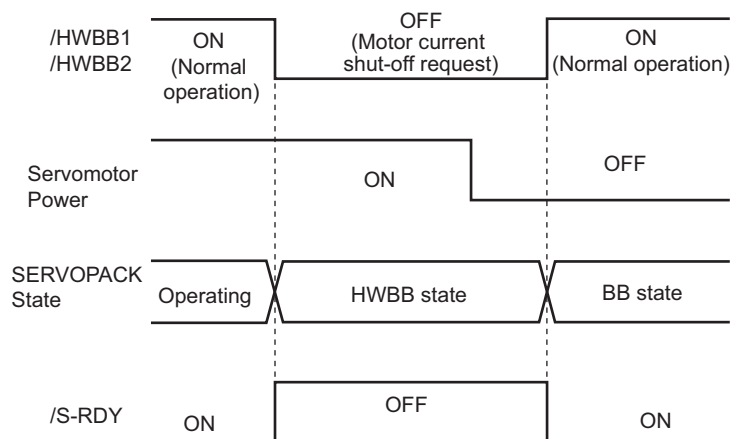 /HWBB1
/HWBB2
ON
(Normal
operation)
OFF
(Motor current
shut-off request)
ON
(Normal operation)
Servomotor
Power
ON
OFF
SERVOPACK
State
Operating
HWBB state
BB state
/S-RDY
ON
OFF
ON